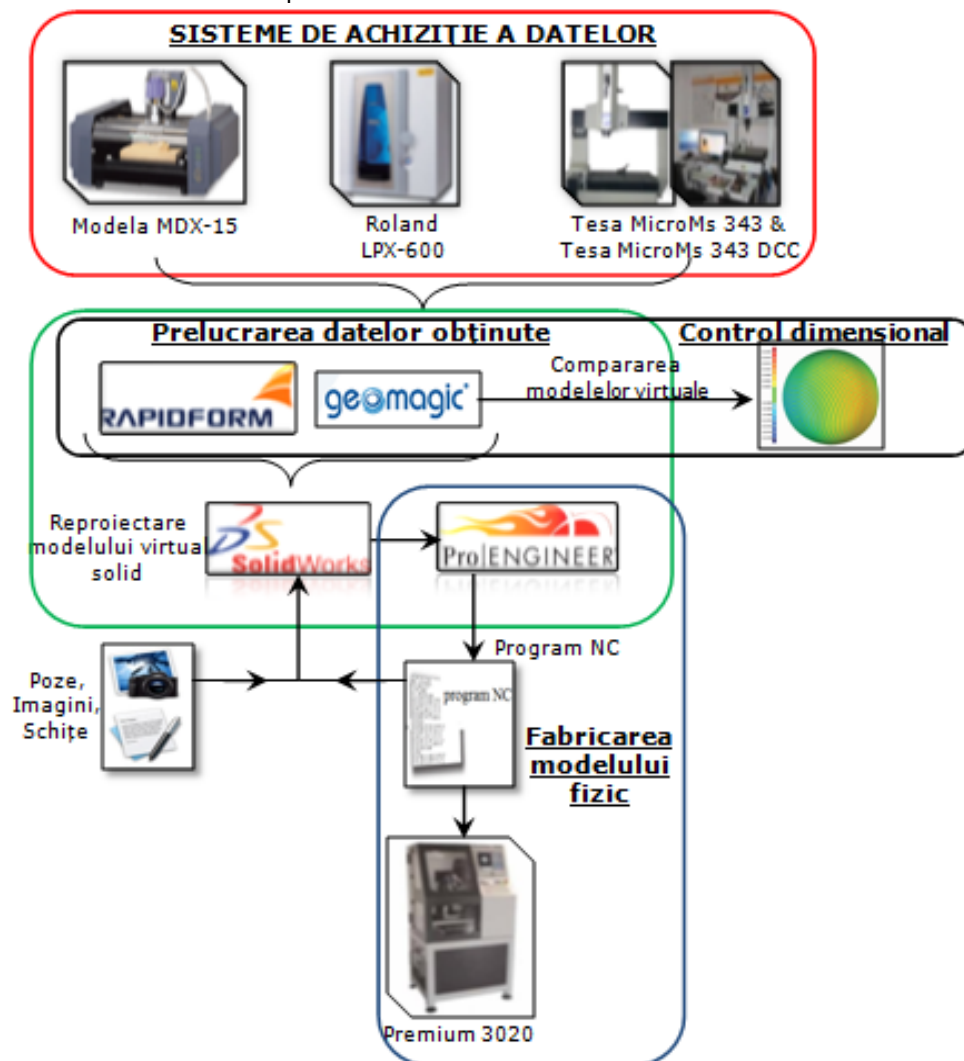 SISTEME DE ACHIZIŢIE A DATELOR
Modela MDX-15
Roland
LPX-600
Tesa MicroMs 343 &
Tesa MicroMs 343 DCC
Prelucrarea datelor obţinute
Control dimensional
RAPIDFORM
geomagic
Compararea
modelelor virtuale
Reproiectare
modelului virtual
solid
SolidWorks
Pro|ENGINEER
Program NC
Poze,
Imagini,
Schiţe
program NC
Fabricarea
modelului
fizic
Premium 3020